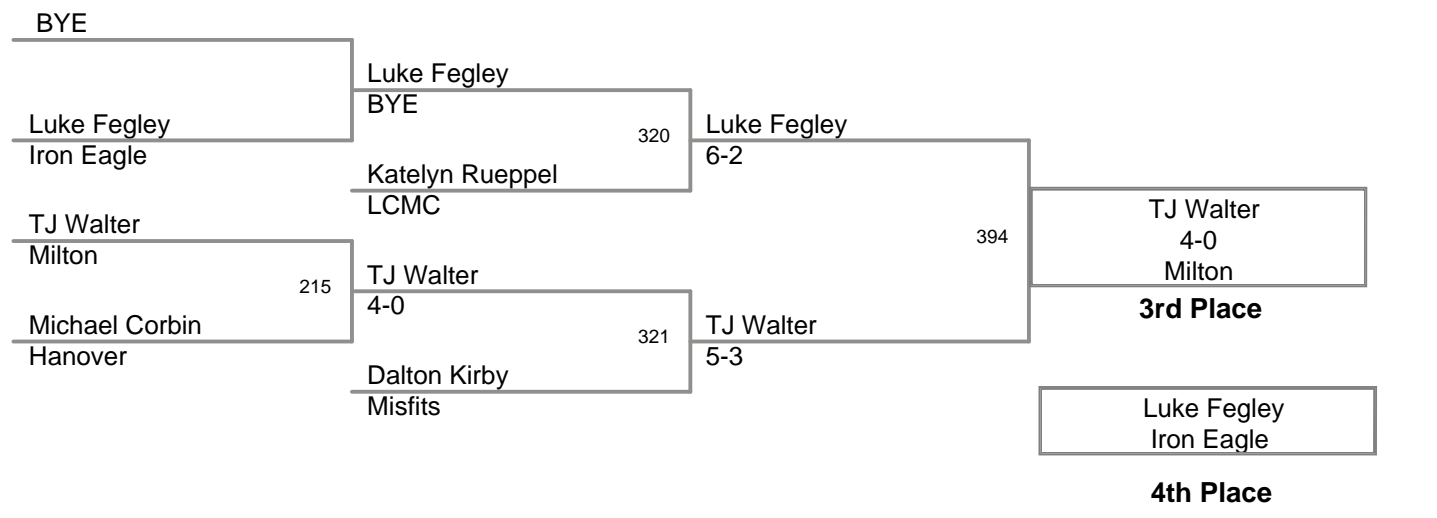 BYE
Luke Fegley
Iron Eagle
TJ Walter
Milton
215
Michael Corbin
Hanover
Luke Fegley
BYE
320
Katelyn Rueppel
LCMC
TJ Walter
4-0
321
Dalton Kirby
Misfits
Luke Fegley
6-2
394
TJ Walter
5-3
TJ Walter
4-0
Milton
3rd Place
Luke Fegley
Iron Eagle
4th Place